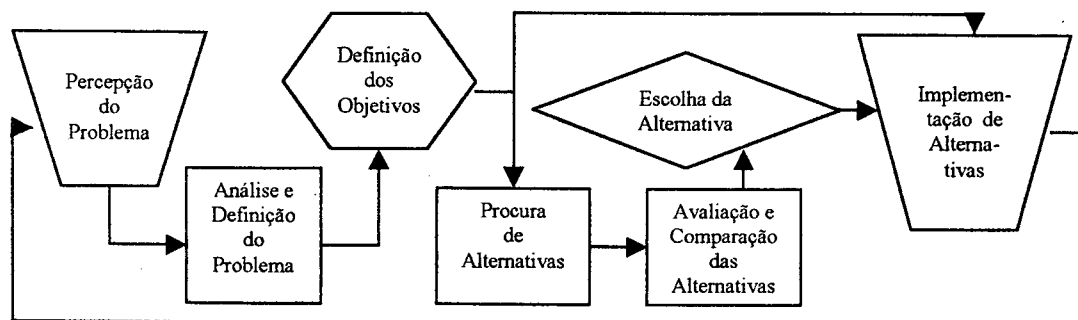 Percepção
do
Problema
Análise e
Definição
do
Problema
Definição
dos
Objetivos
Procura
de
Alternativas
Avaliação e
Comparação
das
Alternativas
Escolha da
Alternativa
Implemen-
tação de
Alterna-
tivas